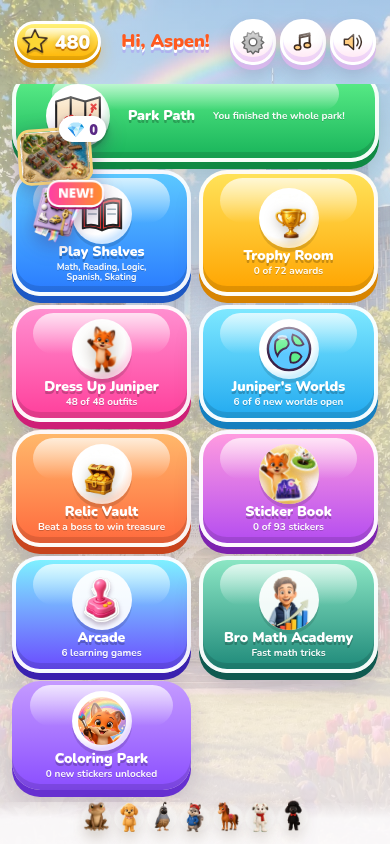 480
Hi, Aspen!
Park Path
You finished the whole park!
0
NEW!
Play Shelves
Math, Reading, Logic,
Spanish, Skating
Trophy Room
0 of 72 awards
Dress Up Juniper
48 of 48 outfits
Juniper's Worlds
6 of 6 new worlds open
Relic Vault
Beat a boss to win treasure
Sticker Book
0 of 93 stickers
Arcade
6 learning games
Bro Math Academy
Fast math tricks
Coloring Park
0 new stickers unlocked